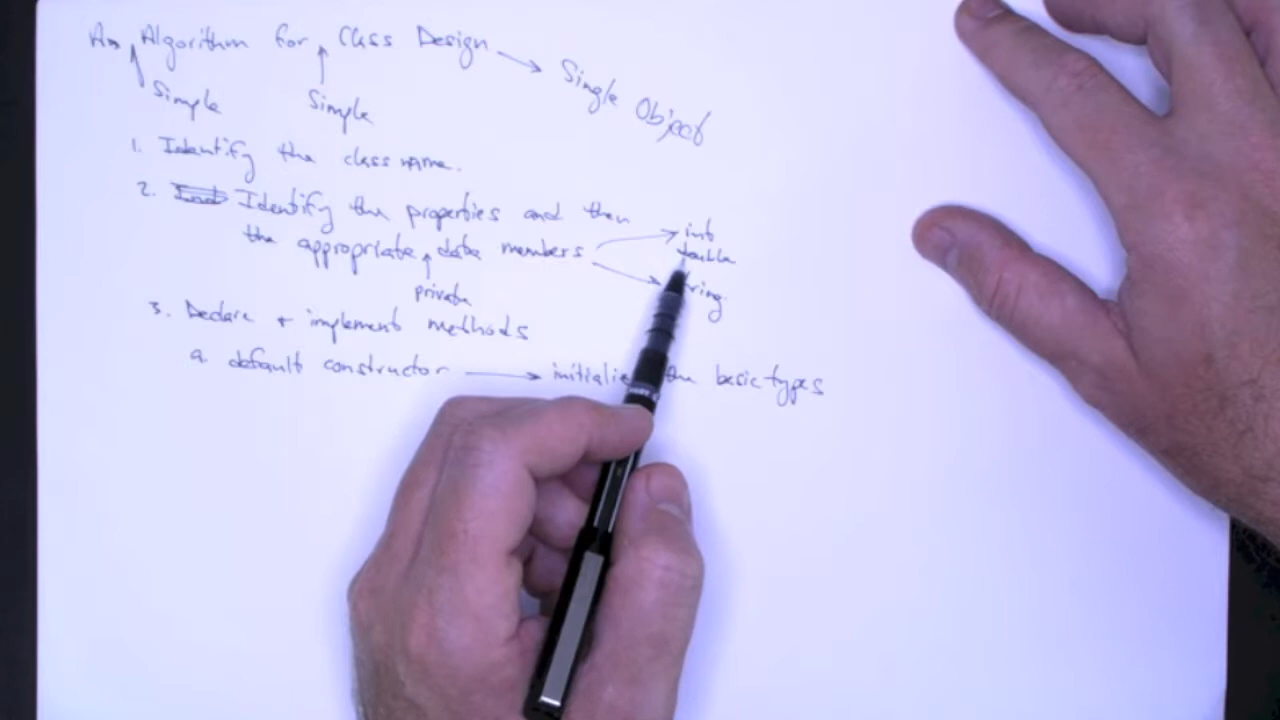 An Algorithm for Class Design → Single Object
Simple Simple
1. Identify the class name.
2. Identify the properties and then
the appropriate data members → int
double
string
private
3. Declare + implement methods
a. default constructor → initialize the basic types